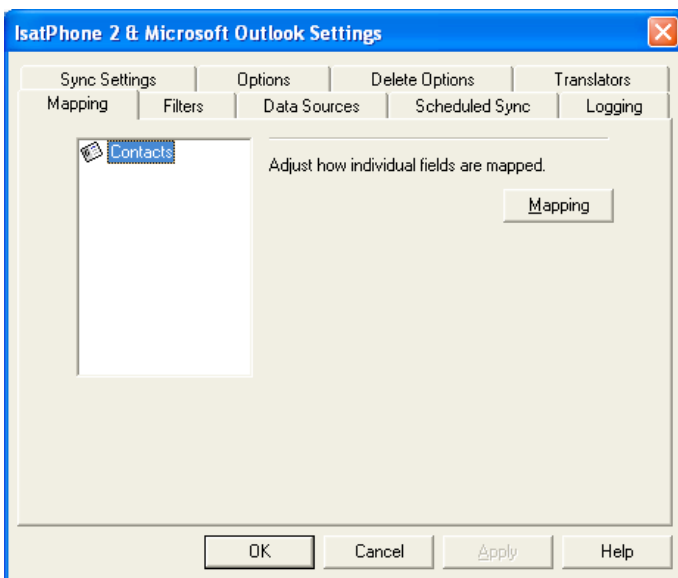 IsatPhone 2 & Microsoft Outlook Settings
Sync Settings Options Delete Options Translators
Mapping Filters Data Sources Scheduled Sync Logging
Contacts
Adjust how individual fields are mapped.
Mapping
OK Cancel Apply Help